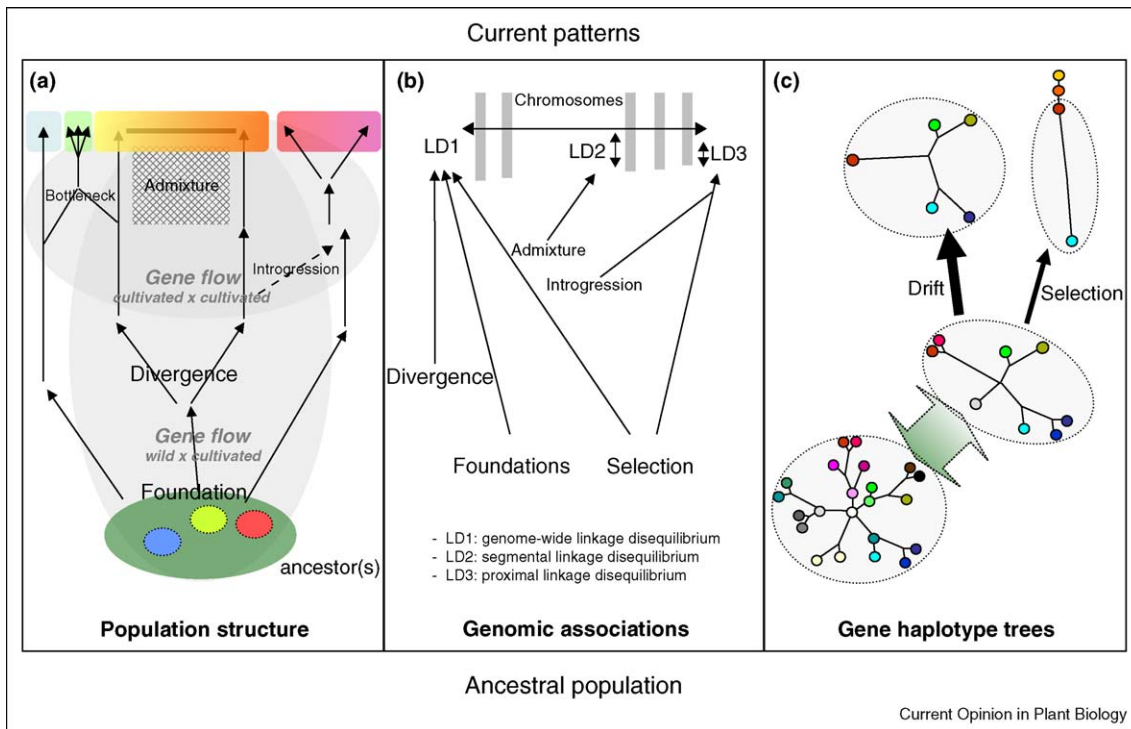 Current patterns
(a)
Bottleneck
Admixture
Introgression
Gene flow
cultivated x cultivated
Divergence
Gene flow
wild x cultivated
Foundation
ancestor(s)
Population structure
(b)
Chromosomes
LD1
LD2
LD3
Admixture
Introgression
Divergence
Foundations
Selection
- LD1: genome-wide linkage disequilibrium
- LD2: segmental linkage disequilibrium
- LD3: proximal linkage disequilibrium
Genomic associations
(c)
Drift
Selection
Gene haplotype trees
Ancestral population
Current Opinion in Plant Biology